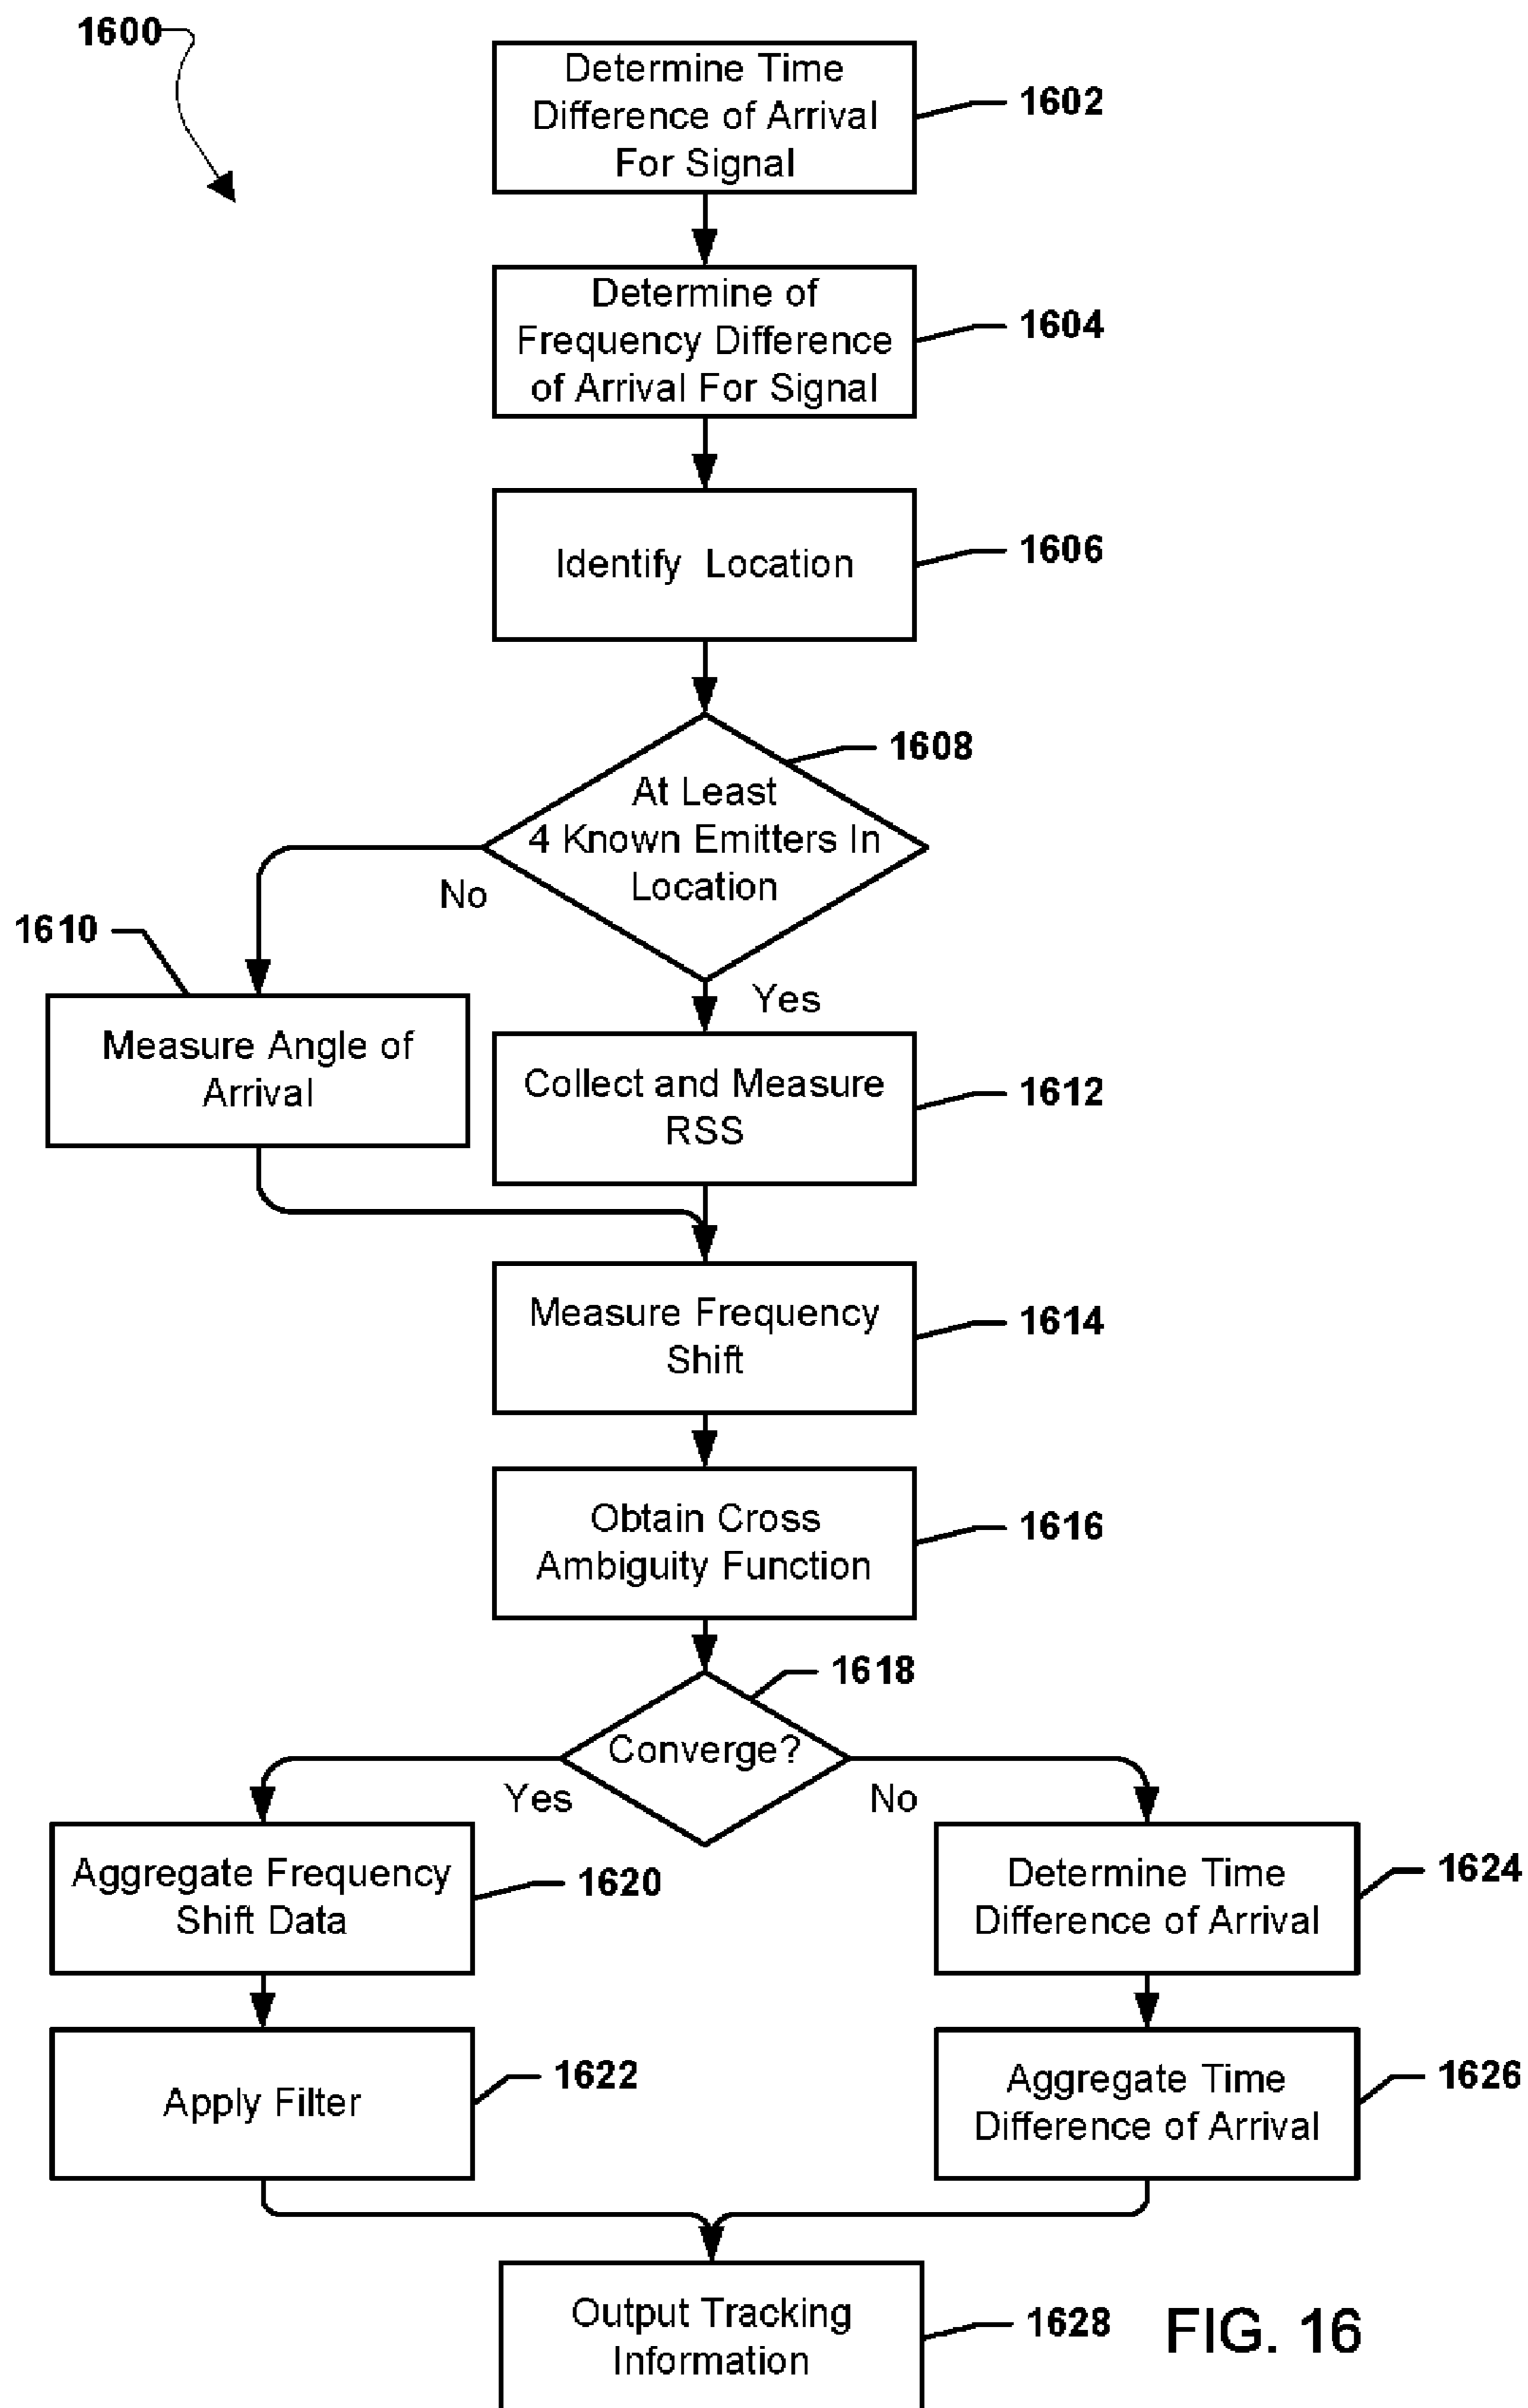 1600
Determine Time
Difference of Arrival
For Signal
1602
Determine of
Frequency Difference
of Arrival For Signal
1604
Identify Location
1606
1608
At Least
4 Known Emitters In
Location
No
Yes
1610
Measure Angle of
Arrival
Collect and Measure
RSS
1612
Measure Frequency
Shift
1614
Obtain Cross
Ambiguity Function
1616
1618
Converge?
Yes
No
Aggregate Frequency
Shift Data
1620
Determine Time
Difference of Arrival
1624
Apply Filter
1622
Aggregate Time
Difference of Arrival
1626
Output Tracking
Information
1628
FIG. 16